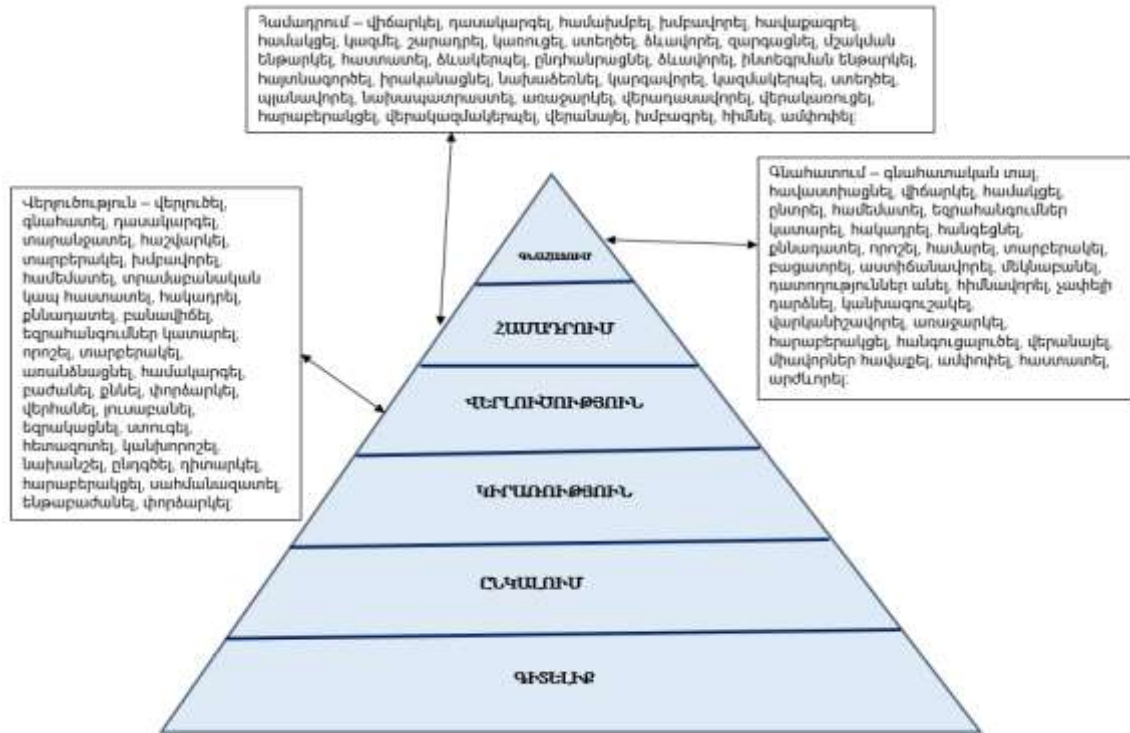 Համադրում – վիճարկել, դասակարգել, համախմբել, խմբավորել, հավաքագրել,
համակցել, կազմել, շարադրել, կառուցել, ստեղծել, ձևավորել, զարգացնել, մշակման
ենթարկել, հաստատել, ձևակերպել, ընդհանրացնել, ձևավորել, ինտեգրման ենթարկել,
հայտնագործել, իրականացնել, նախաձեռնել, կարգավորել, կազմակերպել, ստեղծել,
պլանավորել, նախապատրաստել, առաջարկել, վերադասավորել, վերակառուցել,
հարաբերակցել, վերակազմակերպել, վերանայել, խմբագրել, հիմնել, ամփոփել:
Գնահատում – գնահատական տալ,
հավաստիացնել, վիճարկել, համակցել,
ընտրել, համեմատել, եզրահանգումներ
կատարել, հակադրել, հանգեցնել,
քննադատել, որոշել, համարել, տարբերակել,
բացատրել, աստիճանավորել, մեկնաբանել,
դատողություններ անել, հիմնավորել, չափելի
դարձնել, կանխագուշակել,
վարկանիշավորել, առաջարկել,
հարաբերակցել, հանգուցալուծել, վերանայել,
միավորներ հավաքել, ամփոփել, հաստատել,
արժևորել:
Վերլուծություն – վերլուծել,
գնահատել, դասակարգել,
տարանջատել, հաշվարկել,
տարբերակել, խմբավորել,
համեմատել, տրամաբանական
կապ հաստատել, հակադրել,
քննադատել, բանավիճել,
եզրահանգումներ կատարել,
որոշել, տարբերակել,
առանձնացնել, համակարգել,
բաժանել, քննել, փորձարկել,
վերհանել, լուսաբանել,
եզրակացնել, ստուգել,
հետազոտել, կանխորոշել,
նախանշել, ընդգծել, դիտարկել,
հարաբերակցել, սահմանազատել,
ենթաբաժանել, փորձարկել:
ԳՆԱՀԱՏՈՒՄ
ՀԱՄԱԴՐՈՒՄ
ՎԵՐԼՈՒԾՈՒԹՅՈՒՆ
ԿԻՐԱՌՈՒԹՅՈՒՆ
ԸՆԿԱԼՈՒՄ
ԳԻՏԵԼԻՔ